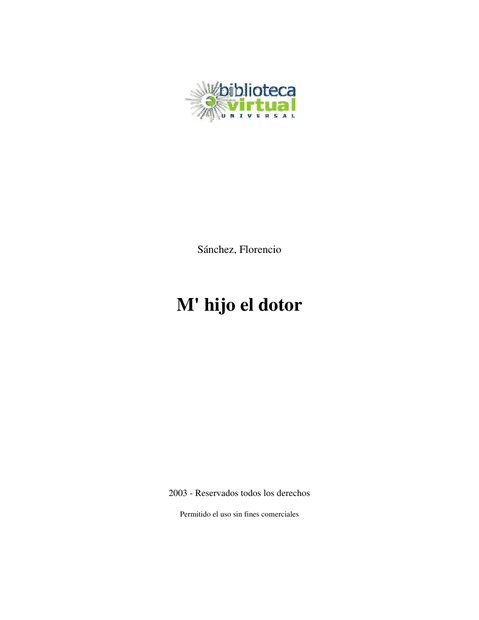 biblioteca
virtual
UNIVERSAL
Sánchez, Florencio
M' hijo el dotor
2003 - Reservados todos los derechos
Permitido el uso sin fines comerciales